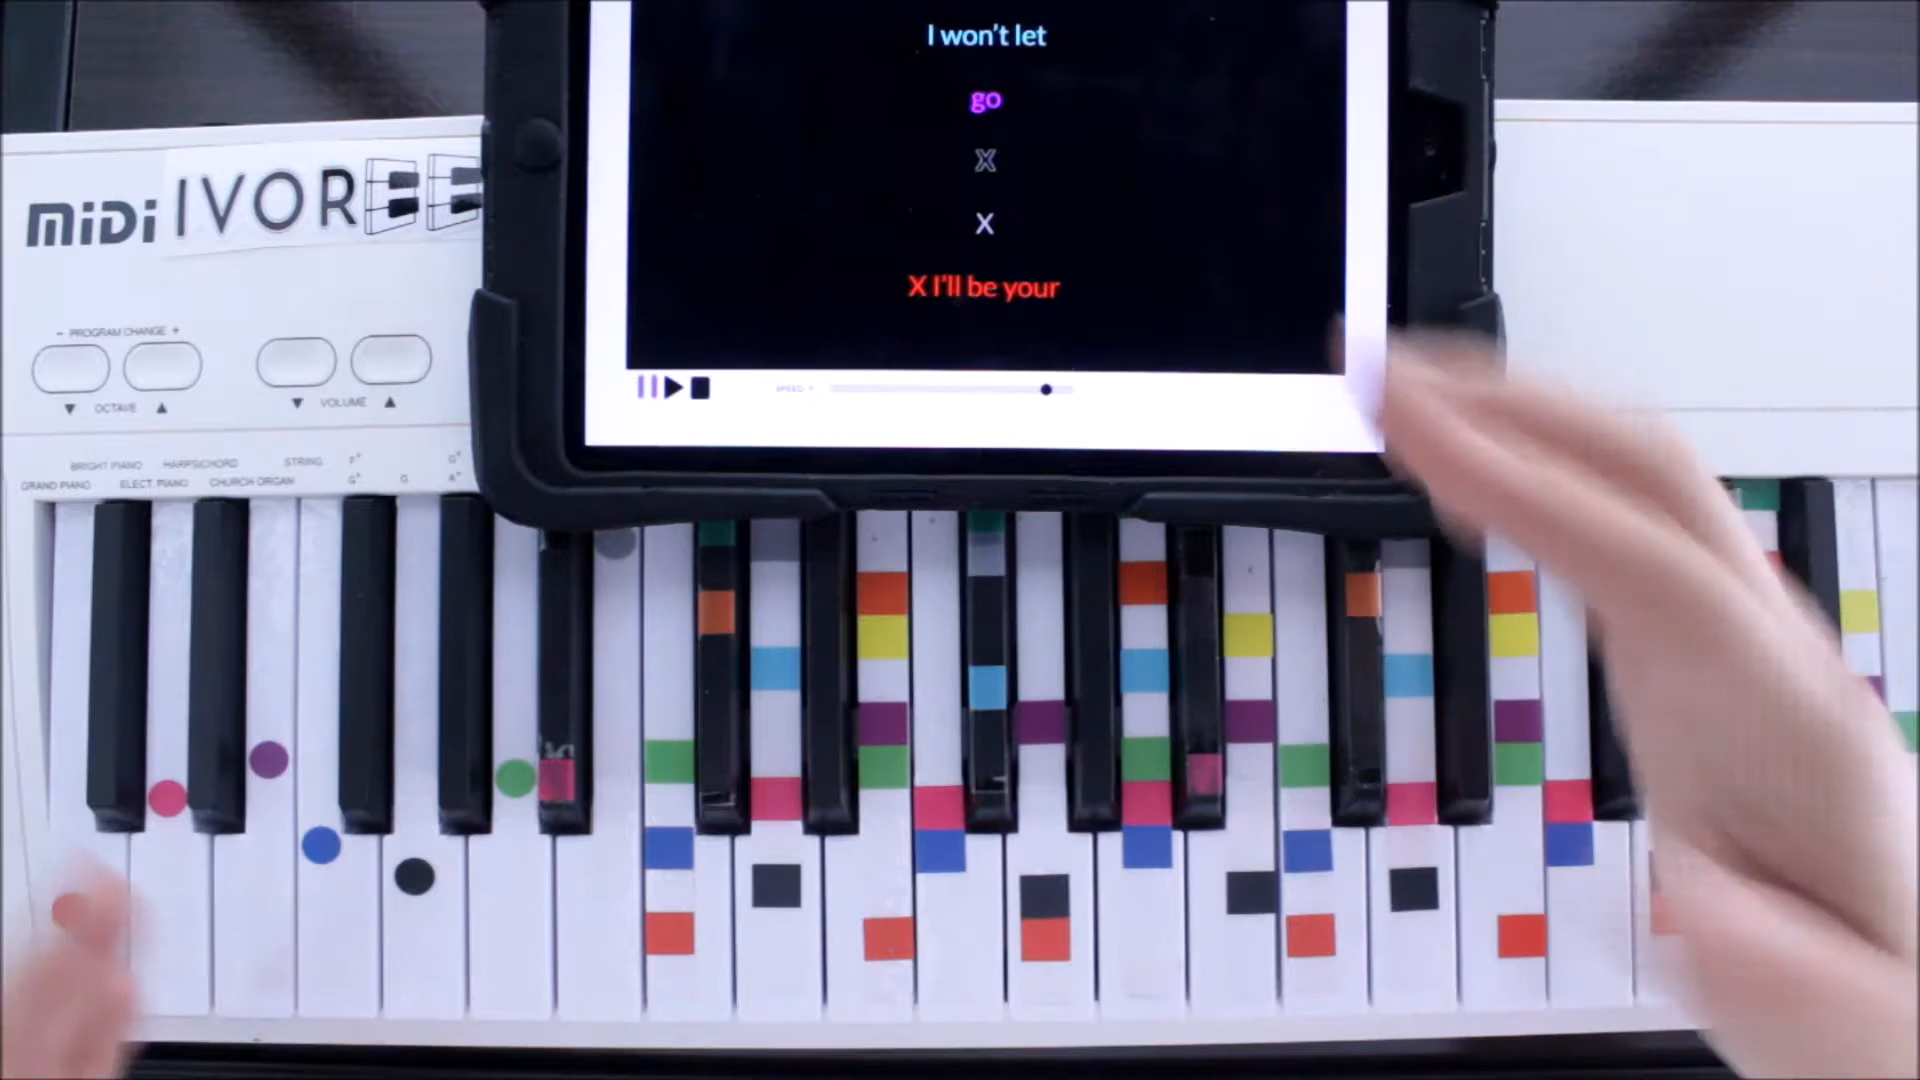 I won't let
go
X
X
X I'll be your
MiDi IVOR
− PROGRAM CHANGE +
▼ OCTAVE ▲
▼ VOLUME ▲
SPEED +
BRIGHT PIANO HARPSICHORD STRING
GRAND PIANO ELECT. PIANO CHURCH ORGAN G